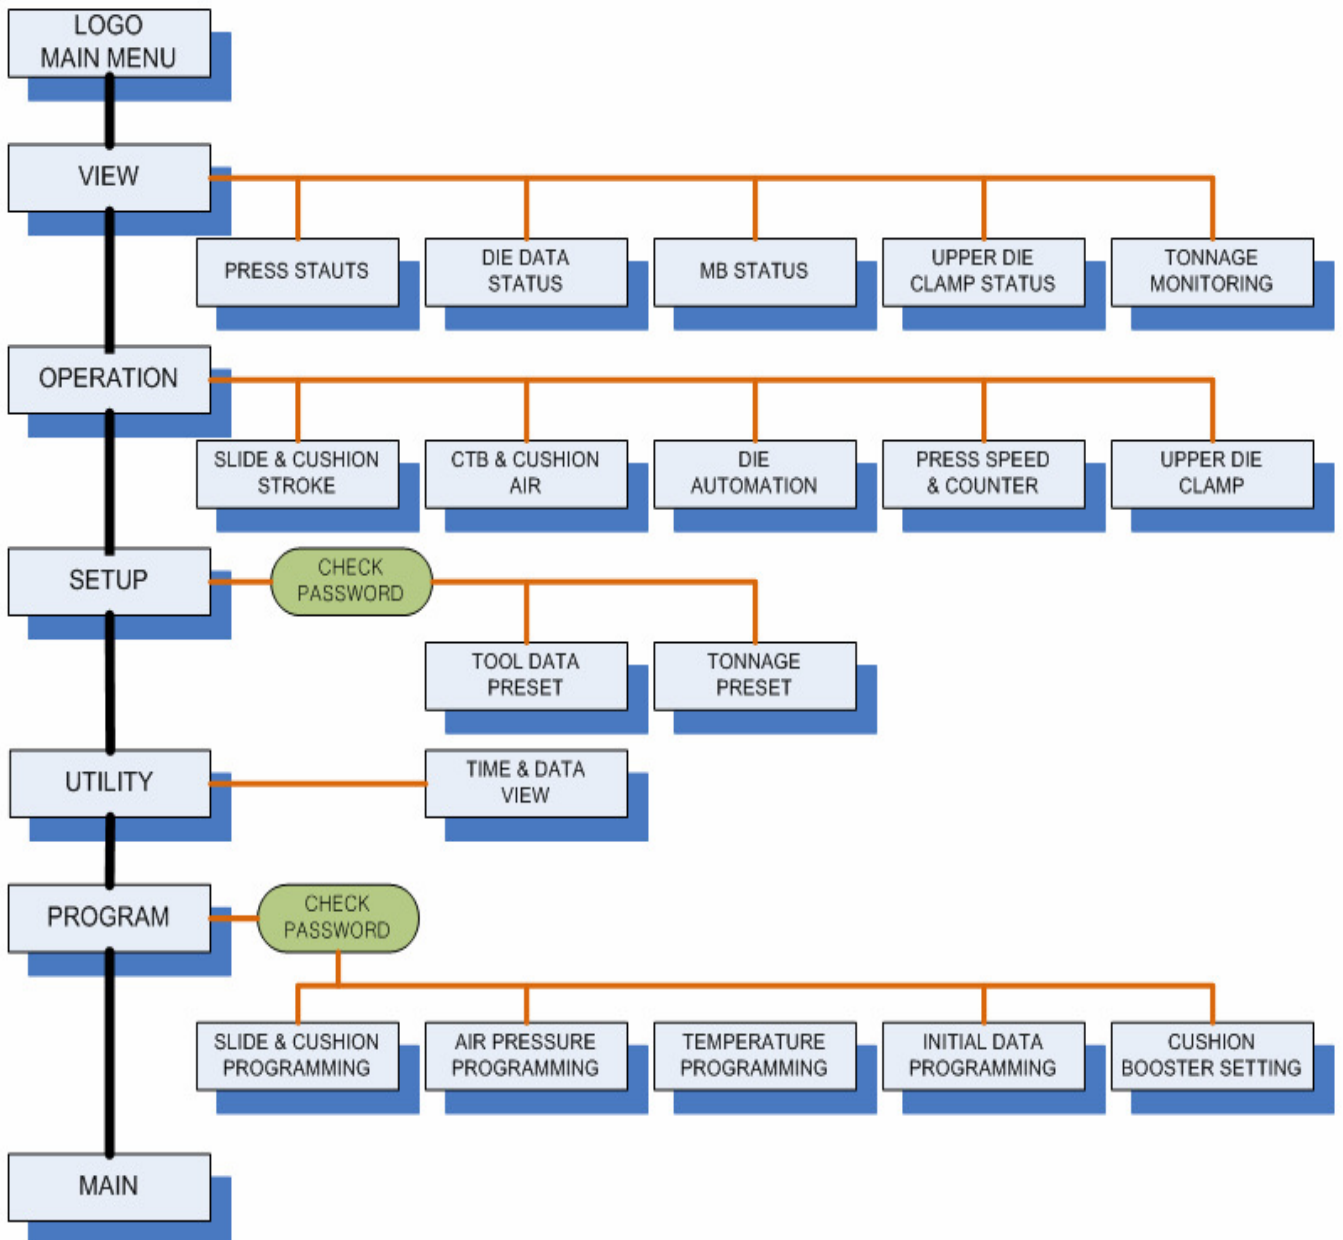 LOGO
MAIN MENU
VIEW
PRESS STAUTS
DIE DATA
STATUS
MB STATUS
UPPER DIE
CLAMP STATUS
TONNAGE
MONITORING
OPERATION
SLIDE & CUSHION
STROKE
CTB & CUSHION
AIR
DIE
AUTOMATION
PRESS SPEED
& COUNTER
UPPER DIE
CLAMP
SETUP
CHECK
PASSWORD
TOOL DATA
PRESET
TONNAGE
PRESET
UTILITY
TIME & DATA
VIEW
PROGRAM
CHECK
PASSWORD
SLIDE & CUSHION
PROGRAMMING
AIR PRESSURE
PROGRAMMING
TEMPERATURE
PROGRAMMING
INITIAL DATA
PROGRAMMING
CUSHION
BOOSTER SETTING
MAIN